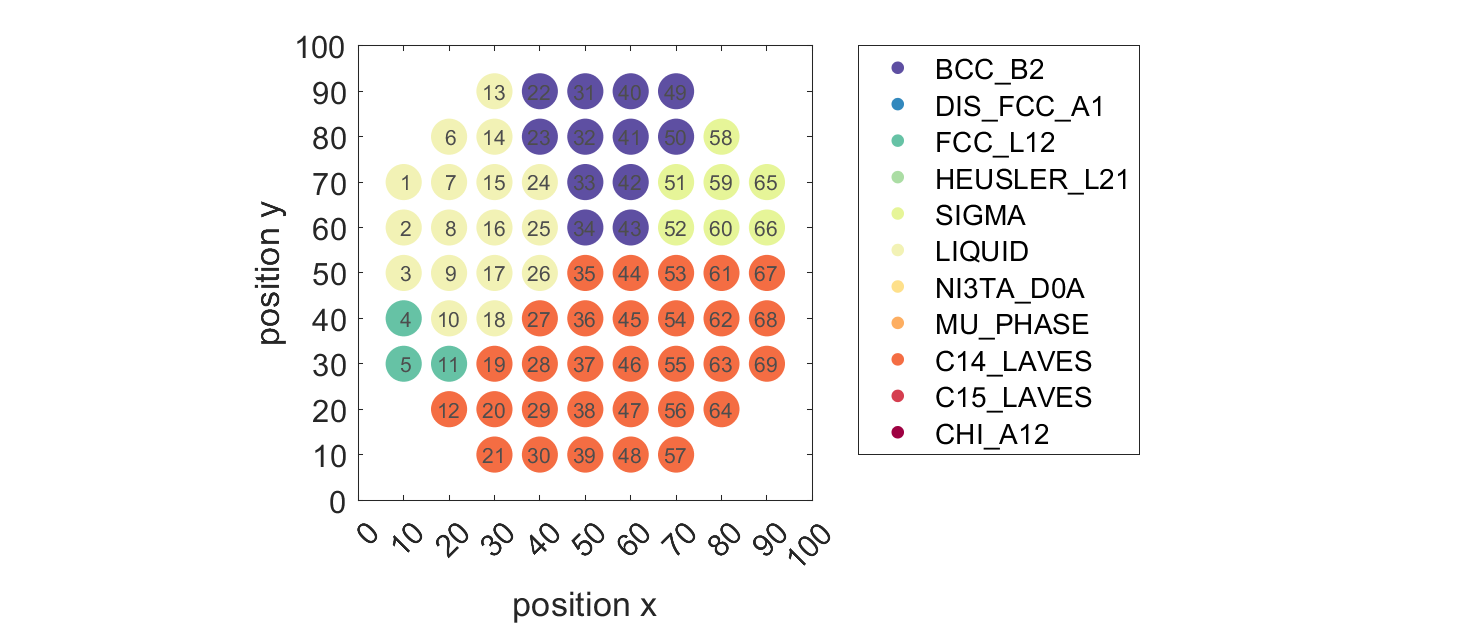 100
90
80
70
60
50
40
30
20
10
0
position y
13 22 31 40 49
6 14 23 32 41 50 58
1 7 15 24 33 42 51 59 65
2 8 16 25 34 43 52 60 66
3 9 17 26 35 44 53 61 67
4 10 18 27 36 45 54 62 68
5 11 19 28 37 46 55 63 69
12 20 29 38 47 56 64
21 30 39 48 57
0 10 20 30 40 50 60 70 80 90 100
position x
BCC_B2
DIS_FCC_A1
FCC_L12
HEUSLER_L21
SIGMA
LIQUID
NI3TA_D0A
MU_PHASE
C14_LAVES
C15_LAVES
CHI_A12